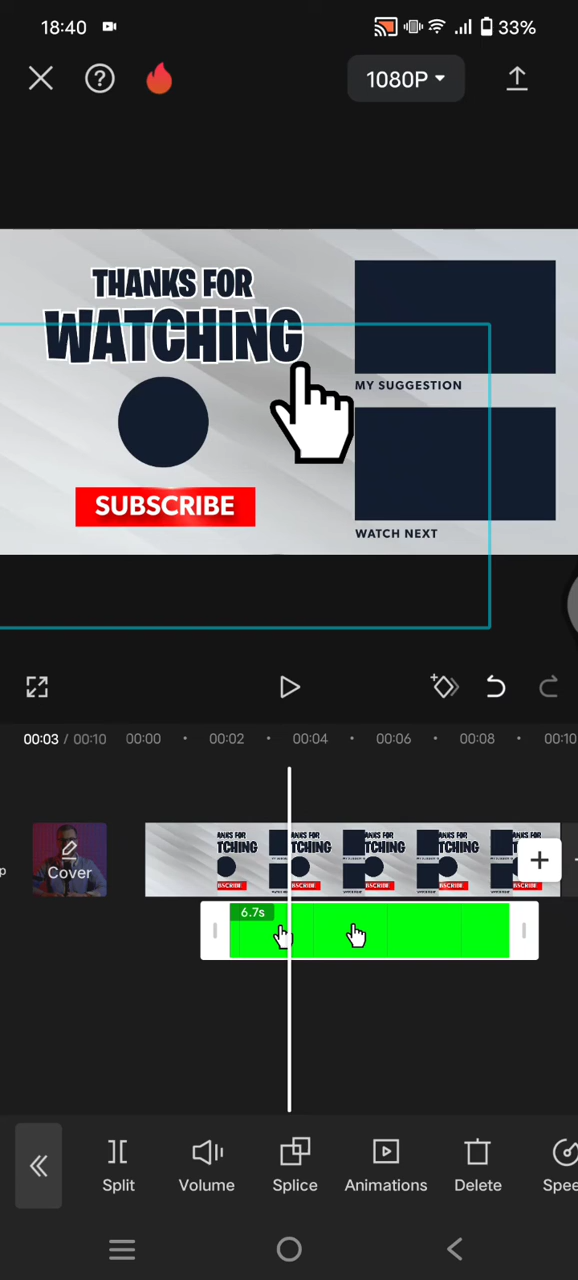 18:40
33%
1080P
THANKS FOR
WATCHING
MY SUGGESTION
SUBSCRIBE
WATCH NEXT
00:03 / 00:10 00:00 00:02 00:04 00:06 00:08 00:10
Cover
6.7s
Split Volume Splice Animations Delete Spee